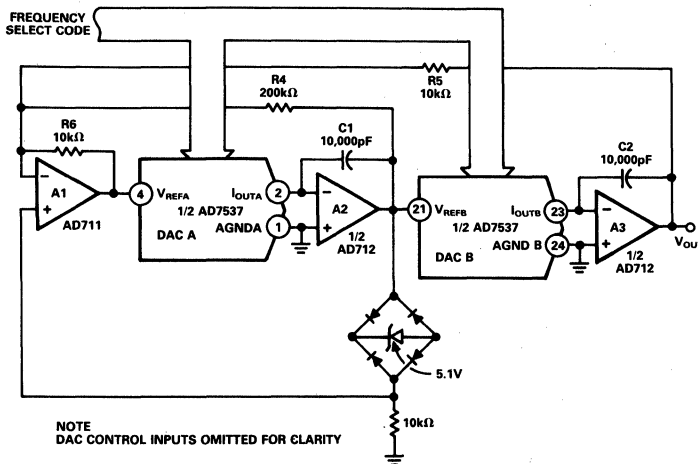 FREQUENCY
SELECT CODE
R5
10kΩ
R4
200kΩ
C1
10,000pF
C2
10,000pF
R6
10kΩ
−
A1
+
AD711
4
VREFA
IOUTA
2
1/2 AD7537
AGNDA
1
DAC A
−
A2
+
1/2
AD712
21
VREFB
IOUTB
23
1/2 AD7537
AGND B
24
DAC B
−
A3
+
1/2
AD712
VOU
5.1V
10kΩ
NOTE
DAC CONTROL INPUTS OMITTED FOR CLARITY